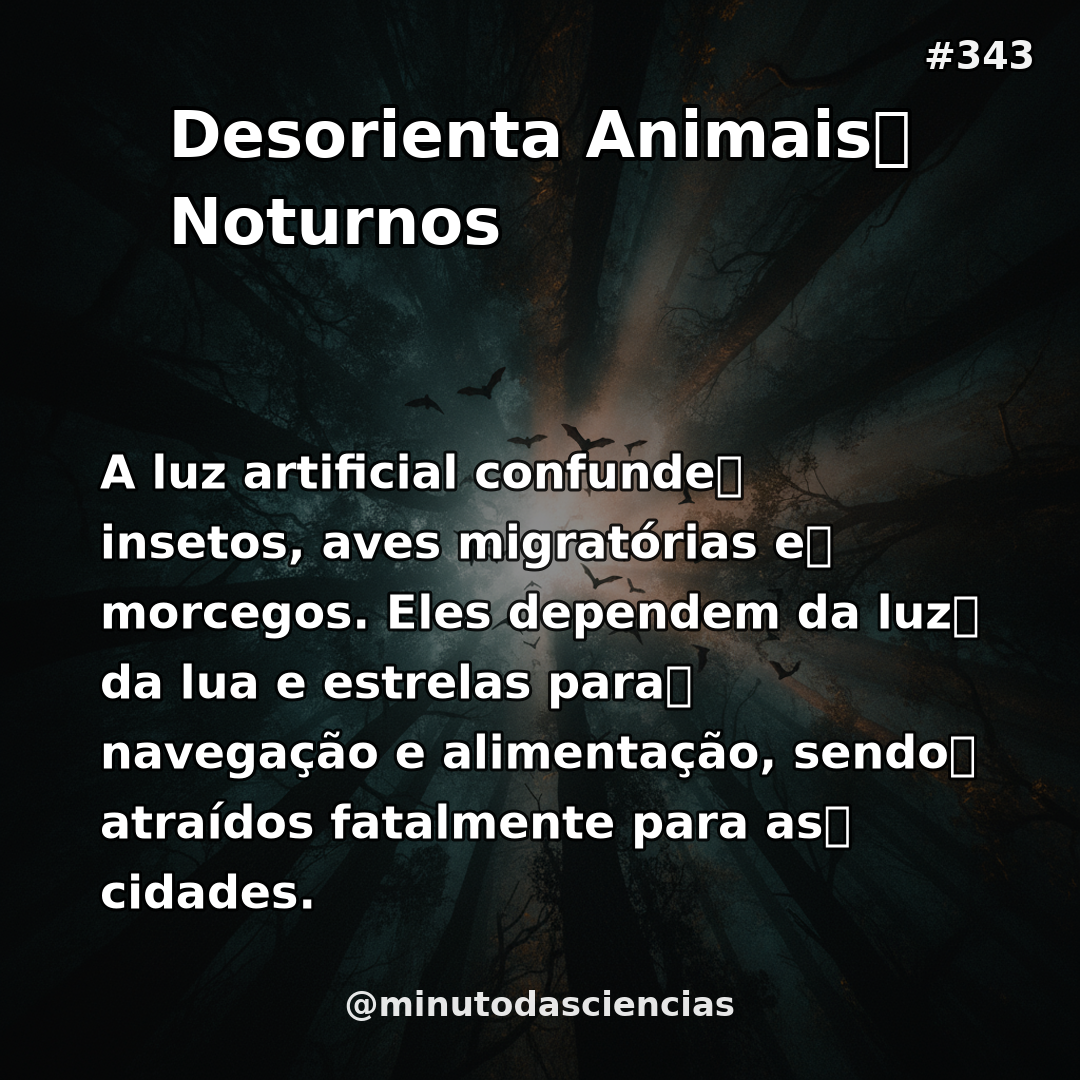 #343
Desorienta Animais▯
Noturnos
A luz artificial confunde▯
insetos, aves migratórias e▯
morcegos. Eles dependem da luz▯
da lua e estrelas para▯
navegação e alimentação, sendo▯
atraídos fatalmente para as▯
cidades.
@minutodasciencias